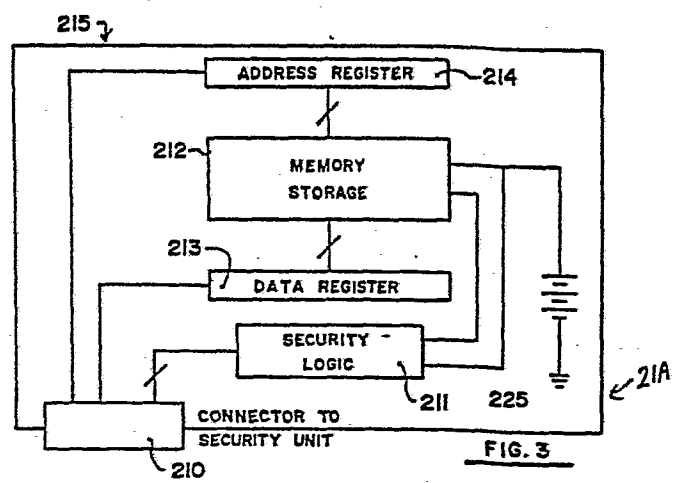 215
ADDRESS REGISTER
214
212
MEMORY
STORAGE
213
DATA REGISTER
SECURITY
LOGIC
211
225
21A
CONNECTOR TO
SECURITY UNIT
210
FIG. 3